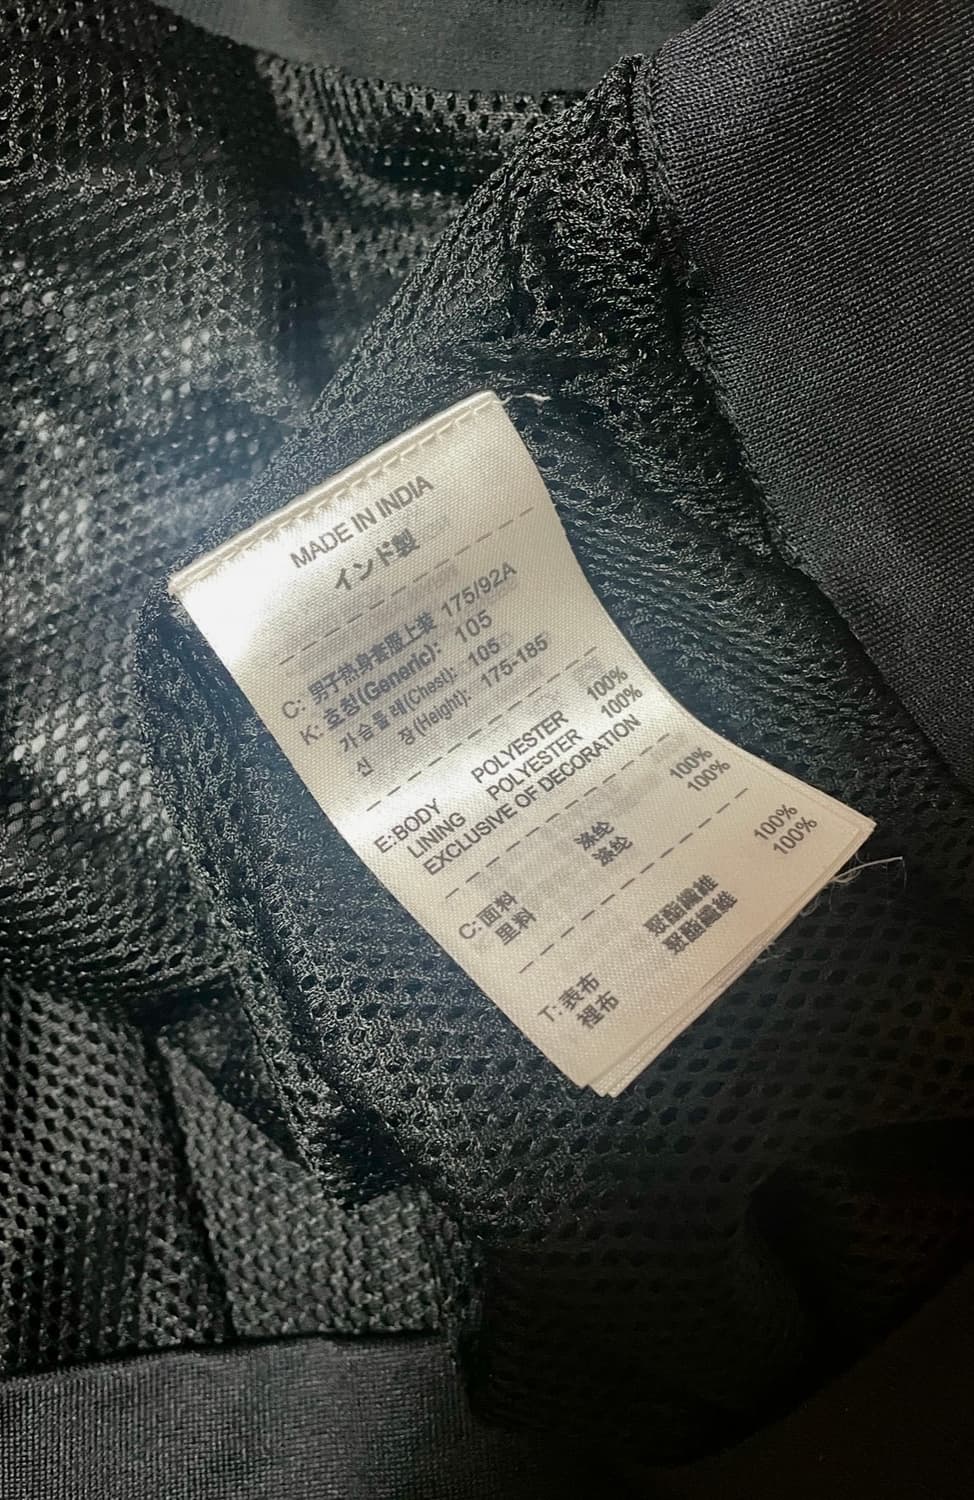 MADE IN INDIA
インド製
C: 男子热身套服上装 175/92A
K: 호칭(Generic): 105
가슴둘레(Chest): 105
신 장(Height): 175-185
E:BODY POLYESTER 100%
LINING POLYESTER 100%
EXCLUSIVE OF DECORATION
C:面料 涤纶 100%
里料 涤纶 100%
T:表布 聚酯纖維 100%
裡布 聚酯纖維 100%